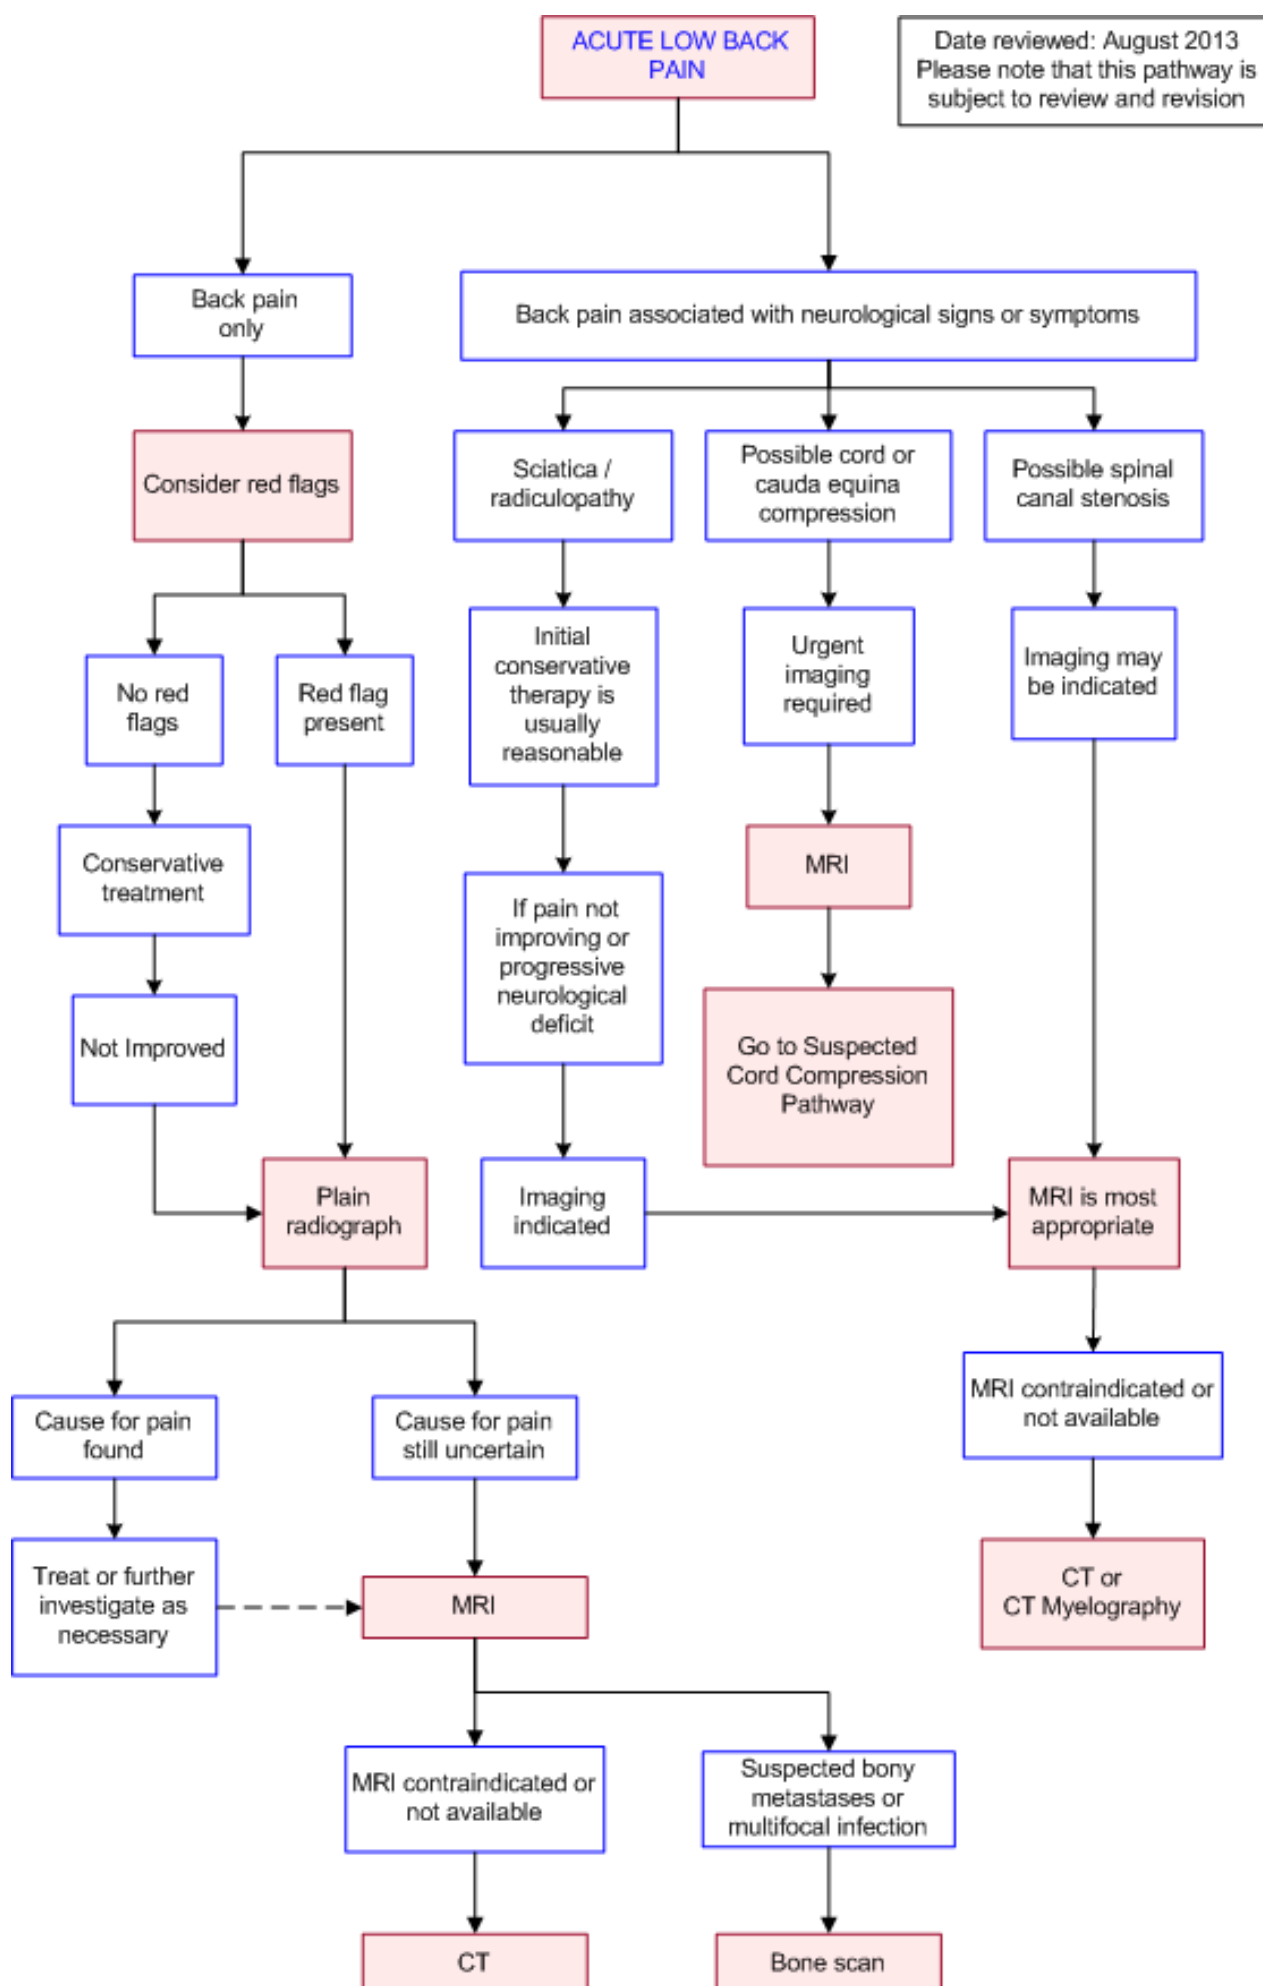 ACUTE LOW BACK
PAIN
Date reviewed: August 2013
Please note that this pathway is
subject to review and revision
Back pain
only
Back pain associated with neurological signs or symptoms
Consider red flags
Sciatica /
radiculopathy
Possible cord or
cauda equina
compression
Possible spinal
canal stenosis
No red
flags
Red flag
present
Initial
conservative
therapy is
usually
reasonable
Urgent
imaging
required
Imaging may
be indicated
Conservative
treatment
MRI
If pain not
improving or
progressive
neurological
deficit
Not Improved
Go to Suspected
Cord Compression
Pathway
Plain
radiograph
Imaging
indicated
MRI is most
appropriate
Cause for pain
found
Cause for pain
still uncertain
MRI contraindicated or
not available
Treat or further
investigate as
necessary
MRI
CT or
CT Myelography
MRI contraindicated or
not available
Suspected bony
metastases or
multifocal infection
CT
Bone scan